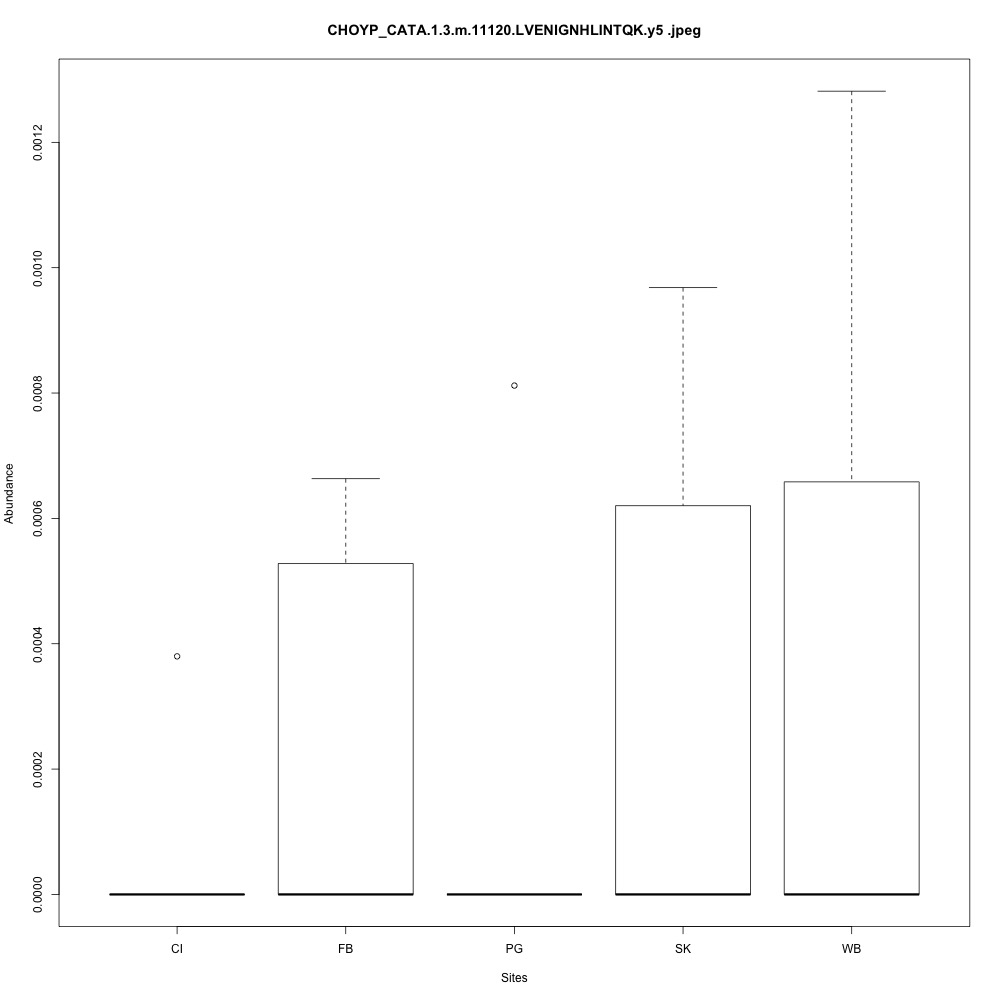 CHOYP_CATA.1.3.m.11120.LVENIGNHLINTQK.y5 .jpeg
Abundance
0.0012
0.0010
0.0008
0.0006
0.0004
0.0002
0.0000
CI FB PG SK WB
Sites